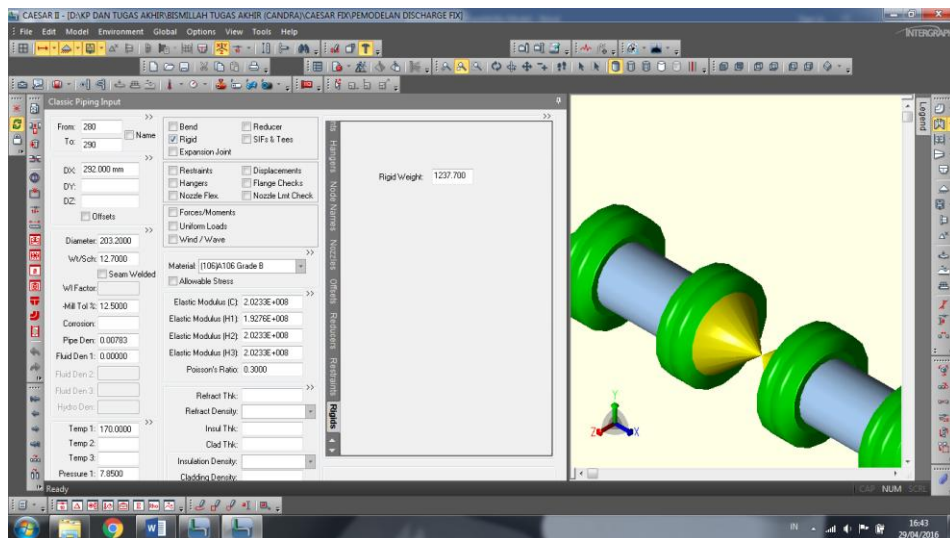 CAESAR II - [D:\KP DAN TUGAS AKHIR\BISMILLAH TUGAS AKHIR (CANDRA)\CAESAR FIX\PEMODELAN DISCHARGE FIX]
File Edit Model Environment Global Options View Tools Help
INTERGRAPH
Classic Piping Input
From: 280
To: 290
Name
>>
DX: 292.000 mm
DY:
DZ:
Offsets
>>
Diameter: 203.2000
Wt/Sch: 12.7000
Seam Welded
Wl Factor:
-Mill Tol %: 12.5000
Corrosion:
Pipe Den: 0.00783
Fluid Den 1: 0.00000
Fluid Den 2:
Fluid Den 3:
Hydro Den:
>>
Temp 1: 170.0000
Temp 2:
Temp 3:
Pressure 1: 7.8500
Bend Reducer
Rigid SIFs & Tees
Expansion Joint
Restraints Displacements
Hangers Flange Checks
Nozzle Flex. Nozzle Lmt Check
Forces/Moments
Uniform Loads
Wind / Wave
>>
Material: (106)A106 Grade B
Allowable Stress
>>
Elastic Modulus (C): 2.0233E+008
Elastic Modulus (H1): 1.9276E+008
Elastic Modulus (H2): 2.0233E+008
Elastic Modulus (H3): 2.0233E+008
Poisson's Ratio: 0.3000
>>
Refract Thk:
Refract Density:
Insul Thk:
Clad Thk:
Insulation Density:
Cladding Density:
Hangers
Node Names
Nozzles
Offsets
Reducers
Restraints
Rigids
>>
Rigid Weight: 1237.700
Legend
Y
Z X
Ready
CAP NUM SCRL
IN
16:43
29/04/2016